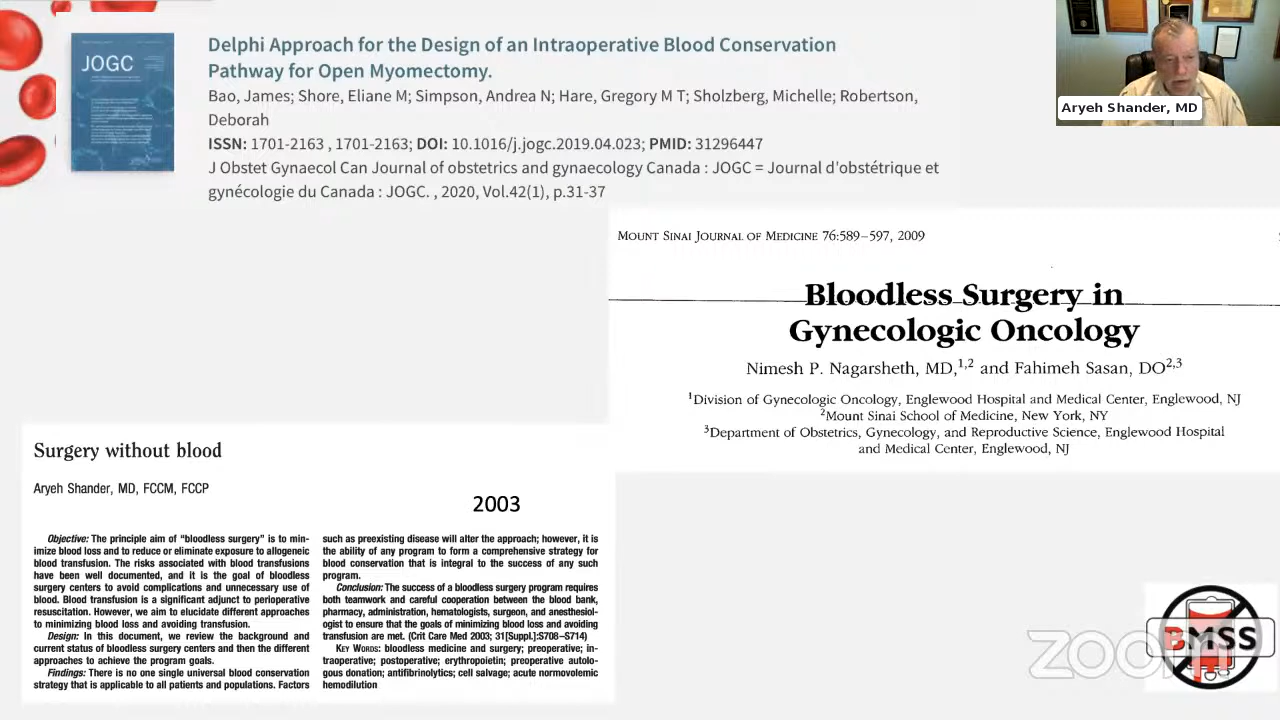 JOGC
Delphi Approach for the Design of an Intraoperative Blood Conservation
Pathway for Open Myomectomy.
Bao, James; Shore, Eliane M; Simpson, Andrea N; Hare, Gregory M T; Sholzberg, Michelle; Robertson,
Deborah
ISSN: 1701-2163 , 1701-2163; DOI: 10.1016/j.jogc.2019.04.023; PMID: 31296447
J Obstet Gynaecol Can Journal of obstetrics and gynaecology Canada : JOGC = Journal d'obstétrique et
gynécologie du Canada : JOGC. , 2020, Vol.42(1), p.31-37
Aryeh Shander, MD
MOUNT SINAI JOURNAL OF MEDICINE 76:589–597, 2009
Bloodless Surgery in
Gynecologic Oncology
Nimesh P. Nagarsheth, MD,1,2 and Fahimeh Sasan, DO2,3
1Division of Gynecologic Oncology, Englewood Hospital and Medical Center, Englewood, NJ
2Mount Sinai School of Medicine, New York, NY
3Department of Obstetrics, Gynecology, and Reproductive Science, Englewood Hospital
and Medical Center, Englewood, NJ
Surgery without blood
Aryeh Shander, MD, FCCM, FCCP
2003
Objective: The principle aim of "bloodless surgery" is to min-
imize blood loss and to reduce or eliminate exposure to allogeneic
blood transfusion. The risks associated with blood transfusions
have been well documented, and it is the goal of bloodless
surgery centers to avoid complications and unnecessary use of
blood. Blood transfusion is a significant adjunct to perioperative
resuscitation. However, we aim to elucidate different approaches
to minimizing blood loss and avoiding transfusion.
Design: In this document, we review the background and
current status of bloodless surgery centers and then the different
approaches to achieve the program goals.
Findings: There is no one single universal blood conservation
strategy that is applicable to all patients and populations. Factors
such as preexisting disease will alter the approach; however, it is
the ability of any program to form a comprehensive strategy for
blood conservation that is integral to the success of any such
program.
Conclusion: The success of a bloodless surgery program requires
both teamwork and careful cooperation between the blood bank,
pharmacy, administration, hematologists, surgeon, and anesthesiol-
ogist to ensure that the goals of minimizing blood loss and avoiding
transfusion are met. (Crit Care Med 2003; 31[Suppl.]:S708–S714)
KEY WORDS: bloodless medicine and surgery; preoperative; in-
traoperative; postoperative; erythropoietin; preoperative autolo-
gous donation; antifibrinolytics; cell salvage; acute normovolemic
hemodilution
zoom
BMSS